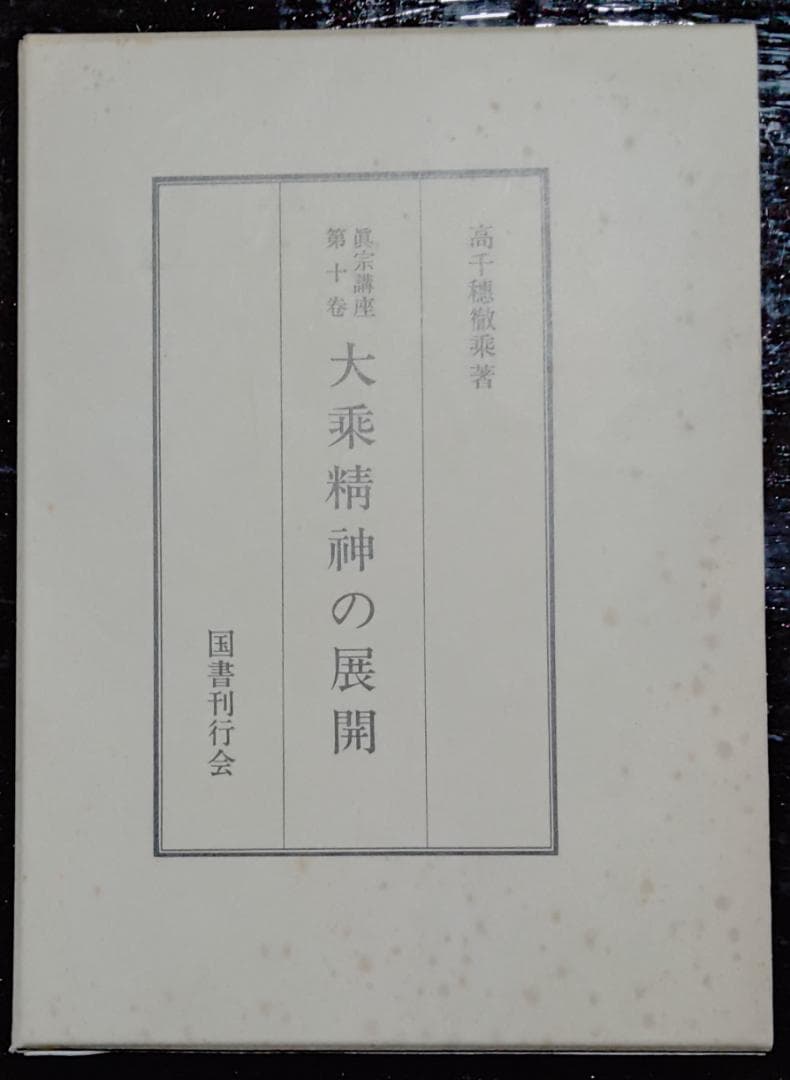 高千穂徹乘著
眞宗講座
第十卷
大乘精神の展開
国書刊行会